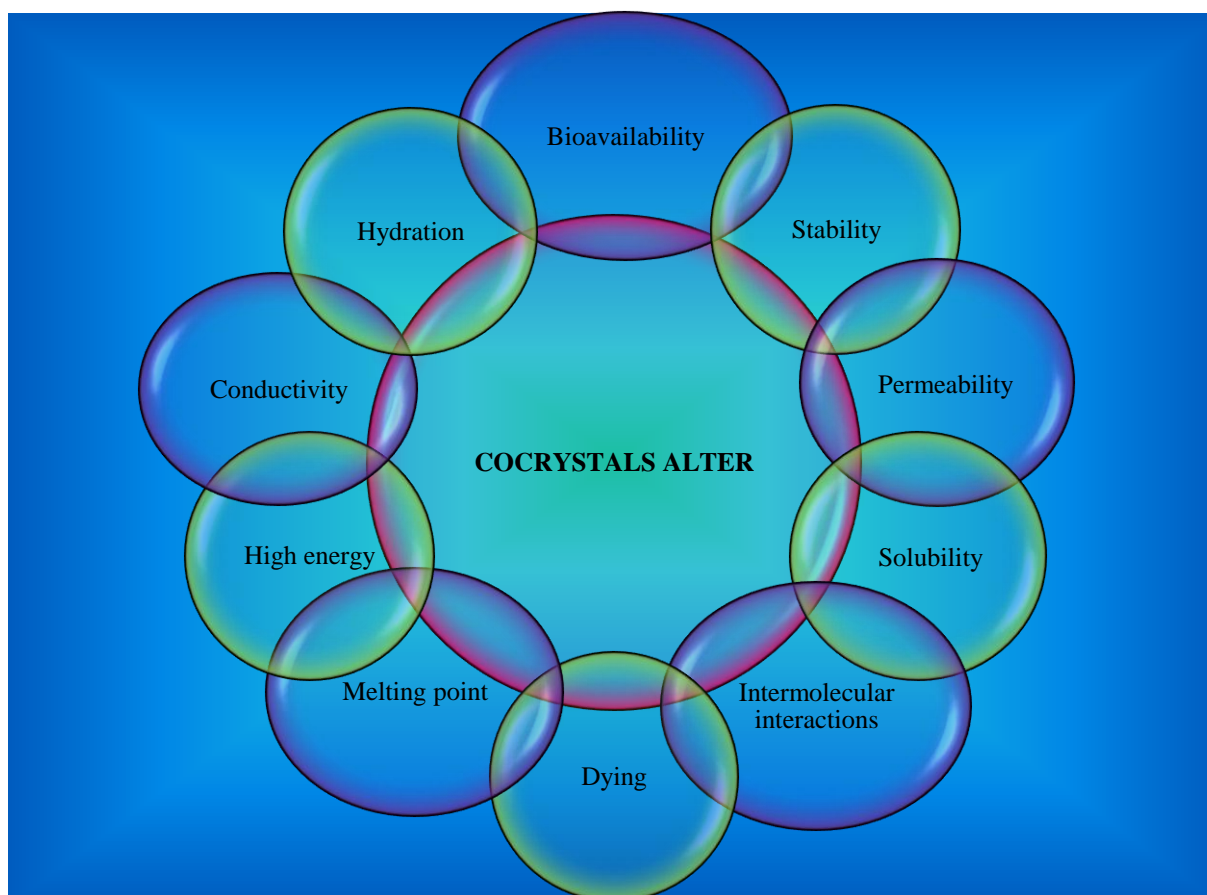 Bioavailability
Hydration
Stability
Conductivity
Permeability
COCRYSTALS ALTER
High energy
Solubility
Melting point
Intermolecular
interactions
Dying